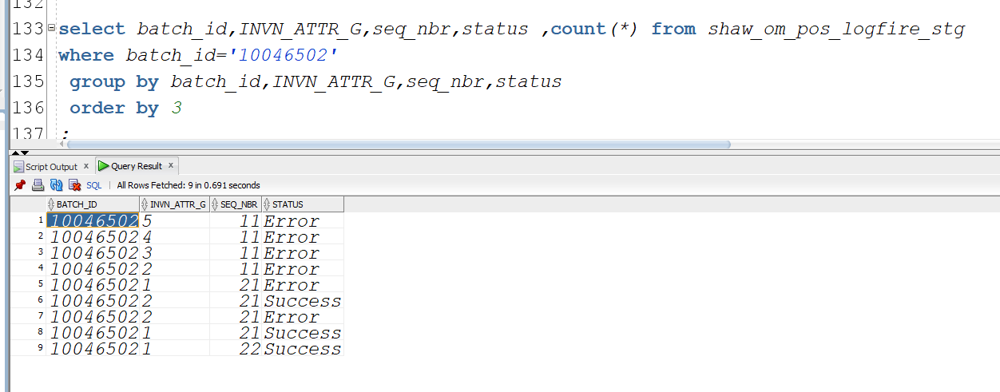 132
133 select batch_id,INVN_ATTR_G,seq_nbr,status ,count(*) from shaw_om_pos_logfire_stg
134 where batch_id='10046502'
135 group by batch_id,INVN_ATTR_G,seq_nbr,status
136 order by 3
137 ;
Script Output x Query Result x
SQL | All Rows Fetched: 9 in 0.691 seconds
BATCH_ID INVN_ATTR_G SEQ_NBR STATUS
1 10046502 5 11 Error
2 10046502 4 11 Error
3 10046502 3 11 Error
4 10046502 2 11 Error
5 10046502 1 21 Error
6 10046502 2 21 Success
7 10046502 2 21 Error
8 10046502 1 21 Success
9 10046502 1 22 Success